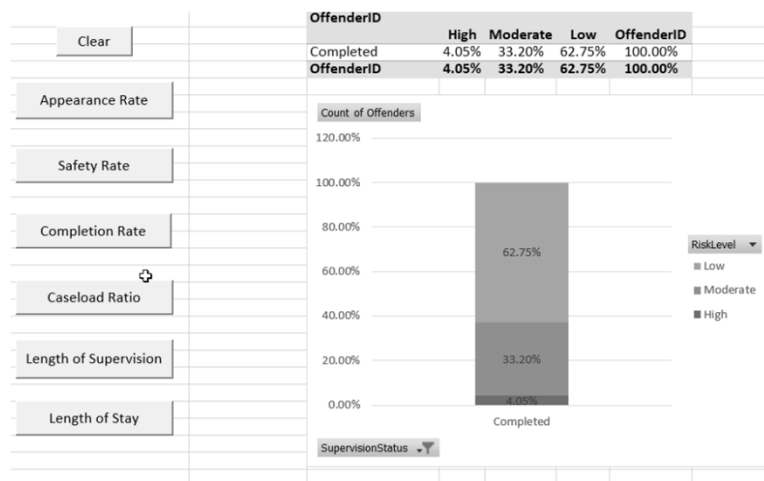 Clear
Appearance Rate
Safety Rate
Completion Rate
Caseload Ratio
Length of Supervision
Length of Stay
OffenderID
High Moderate Low OffenderID
Completed 4.05% 33.20% 62.75% 100.00%
OffenderID 4.05% 33.20% 62.75% 100.00%
Count of Offenders
120.00%
100.00%
80.00%
60.00%
40.00%
20.00%
0.00%
62.75%
33.20%
4.05%
Completed
RiskLevel
Low
Moderate
High
SupervisionStatus